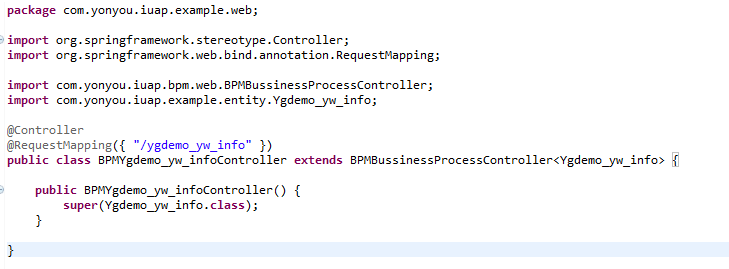 package com.yonyou.iuap.example.web;
import org.springframework.stereotype.Controller;
import org.springframework.web.bind.annotation.RequestMapping;
import com.yonyou.iuap.bpm.web.BPMBussinessProcessController;
import com.yonyou.iuap.example.entity.Ygdemo_yw_info;
@Controller
@RequestMapping({ "/ygdemo_yw_info" })
public class BPMYgdemo_yw_infoController extends BPMBussinessProcessController<Ygdemo_yw_info> {
public BPMYgdemo_yw_infoController() {
super(Ygdemo_yw_info.class);
}
}